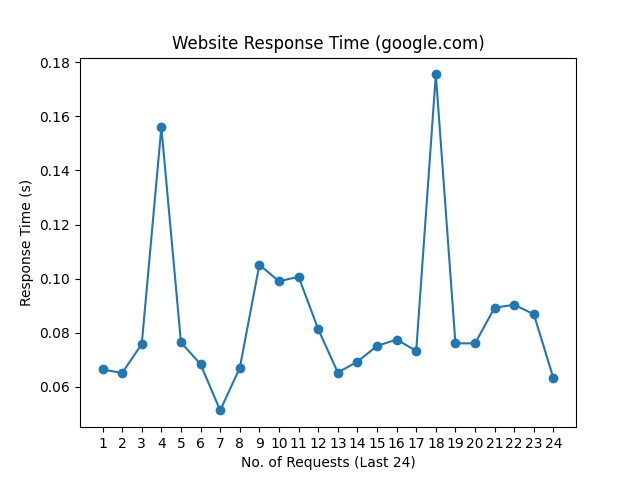 Website Response Time (google.com)
0.18
0.16
0.14
0.12
0.10
0.08
0.06
Response Time (s)
1 2 3 4 5 6 7 8 9 10 11 12 13 14 15 16 17 18 19 20 21 22 23 24
No. of Requests (Last 24)